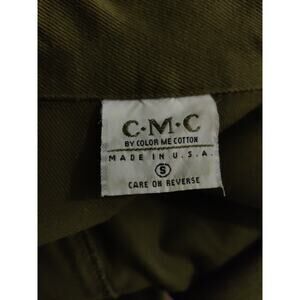 C·M·C
BY COLOR ME COTTON
MADE IN U.S.A.
S
CARE ON REVERSE